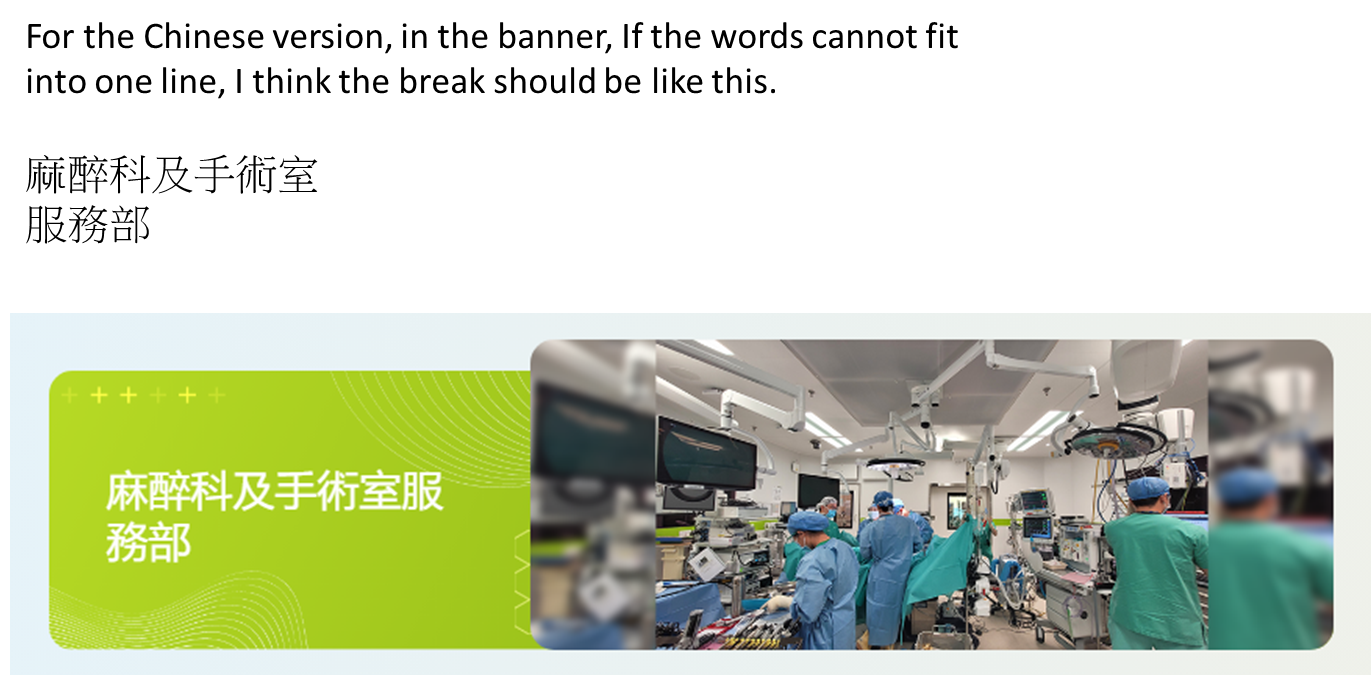 For the Chinese version, in the banner, If the words cannot fit
into one line, I think the break should be like this.
麻醉科及手術室
服務部
麻醉科及手術室服
務部